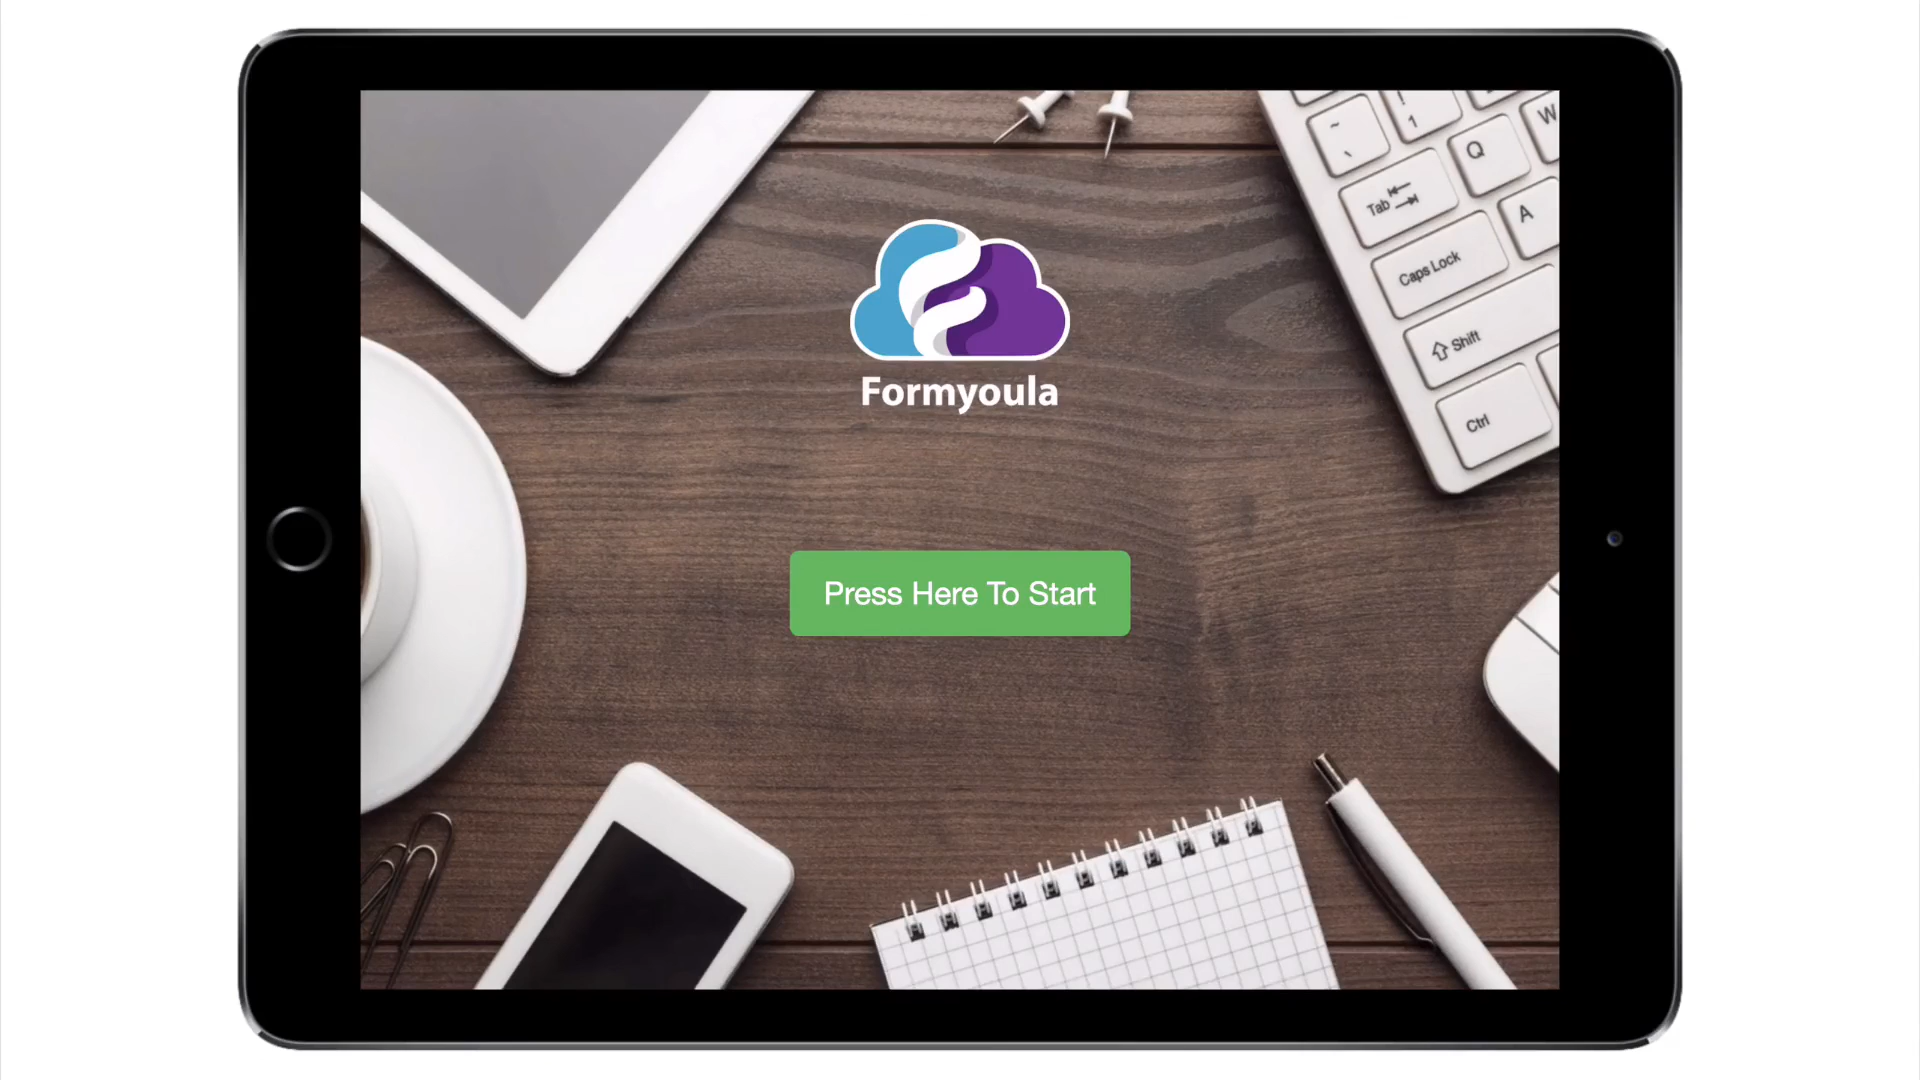 ~
`
!
1
W
Q
Tab
A
Caps Lock
Shift
Ctrl
Formyoula
Press Here To Start